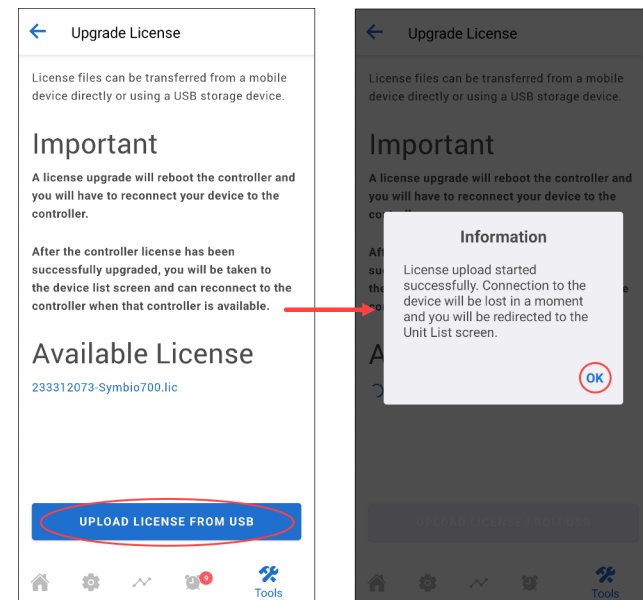 Upgrade License
License files can be transferred from a mobile
device directly or using a USB storage device.
Important
A license upgrade will reboot the controller and
you will have to reconnect your device to the
controller.
After the controller license has been
successfully upgraded, you will be taken to
the device list screen and can reconnect to the
controller when that controller is available.
Available License
233312073-Symbio700.lic
UPLOAD LICENSE FROM USB
9
Tools
Upgrade License
License files can be transferred from a mobile
device directly or using a USB storage device.
Important
A license upgrade will reboot the controller and
you will have to reconnect your device to the
Information
License upload started
successfully. Connection to the
device will be lost in a moment
and you will be redirected to the
Unit List screen.
OK
UPLOAD LICENSE FROM USB
Tools